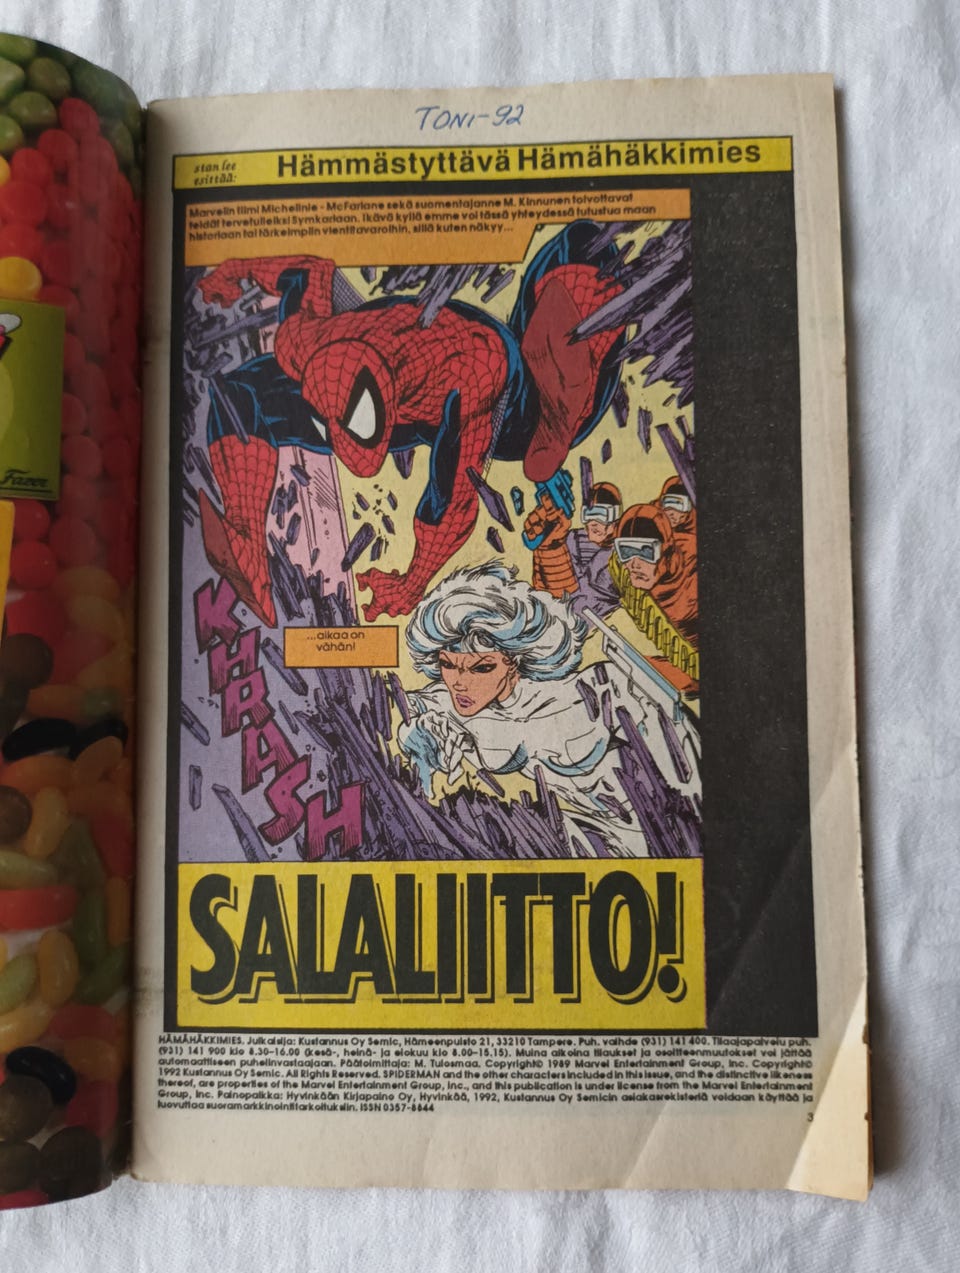 TONI-92
stan lee
esittää:
Hämmästyttävä Hämähäkkimies
Marvelin tiimi Michelinie - McFarlane sekä suomentajanne M. Kinnunen toivottavat
teidät tervetulleiksi Symkariaan. Ikävä kyllä emme voi tässä yhteydessä tutustua maan
historiaan tai tärkeimpiin vientitavaroihin, sillä kuten näkyy...
Fazer
...aikaa on
vähän!
KHRASH
SALALIITTO!
HÄMÄHÄKKIMIES. Julkaisija: Kustannus Oy Semic, Hämeenpuisto 21, 33210 Tampere. Puh. vaihde (931) 141 400. Tilaajapalvelu puh.
(931) 141 900 klo 8.30-16.00 (kesä-, heinä- ja elokuu klo 8.00-15.15). Muina aikoina tilaukset ja osoitteenmuutokset voi jättää
automaattiseen puhelinvastaajaan. Päätoimittaja: M. Tulosmaa. Copyright© 1989 Marvel Entertainment Group, Inc. Copyright©
1992 Kustannus Oy Semic. All Rights Reserved. SPIDERMAN and the other characters included in this issue, and the distinctive likeness
thereof, are properties of the Marvel Entertainment Group, Inc., and this publication is under license from the Marvel Entertainment
Group, Inc. Painopaikka: Hyvinkään Kirjapaino Oy, Hyvinkää, 1992, Kustannus Oy Semicin asiakasrekisteriä voidaan käyttää ja
luovuttaa suoramarkkinointitarkoituksiin. ISSN 0357-8844
3